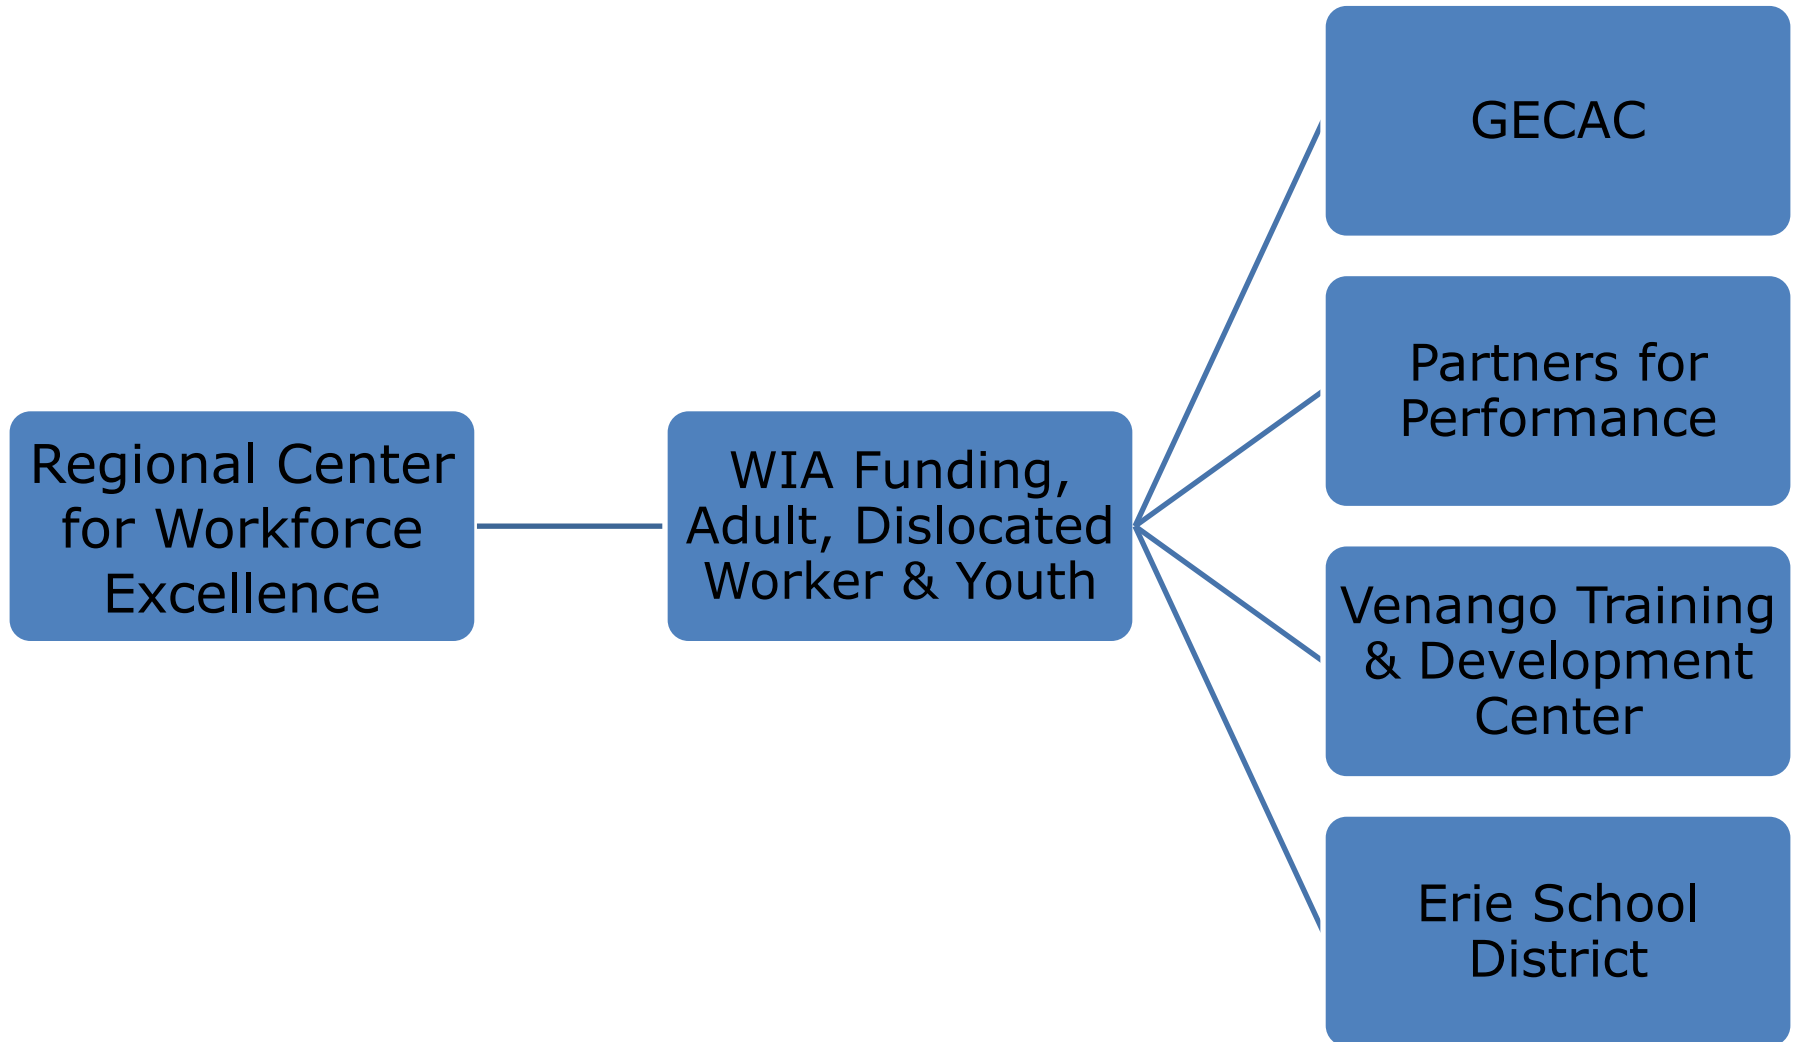 Regional Center
for Workforce
Excellence
WIA Funding,
Adult, Dislocated
Worker & Youth
GECAC
Partners for
Performance
Venango Training
& Development
Center
Erie School
District